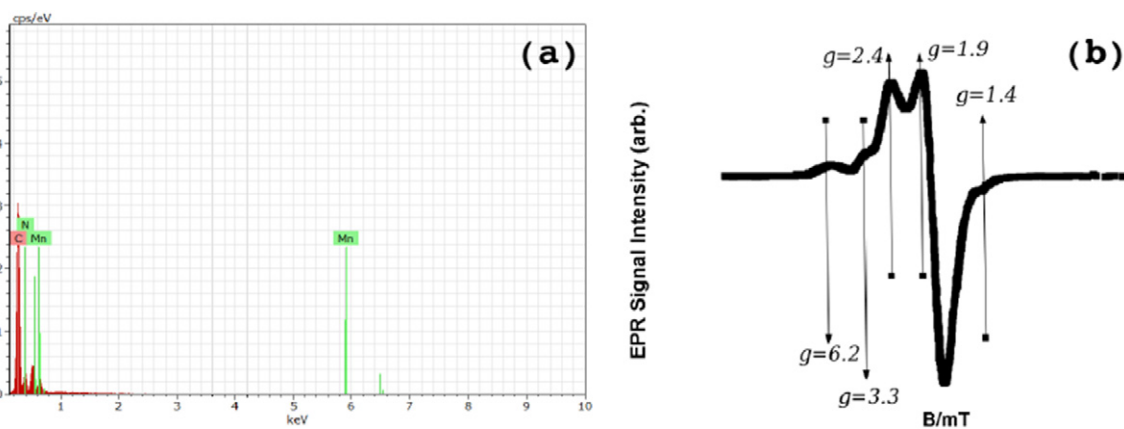 cps/eV
(a)
N
C Mn
Mn
1 2 3 4 5 6 7 8 9 10
keV
(b)
g=2.4
g=1.9
g=1.4
EPR Signal Intensity (arb.)
g=6.2
g=3.3
B/mT